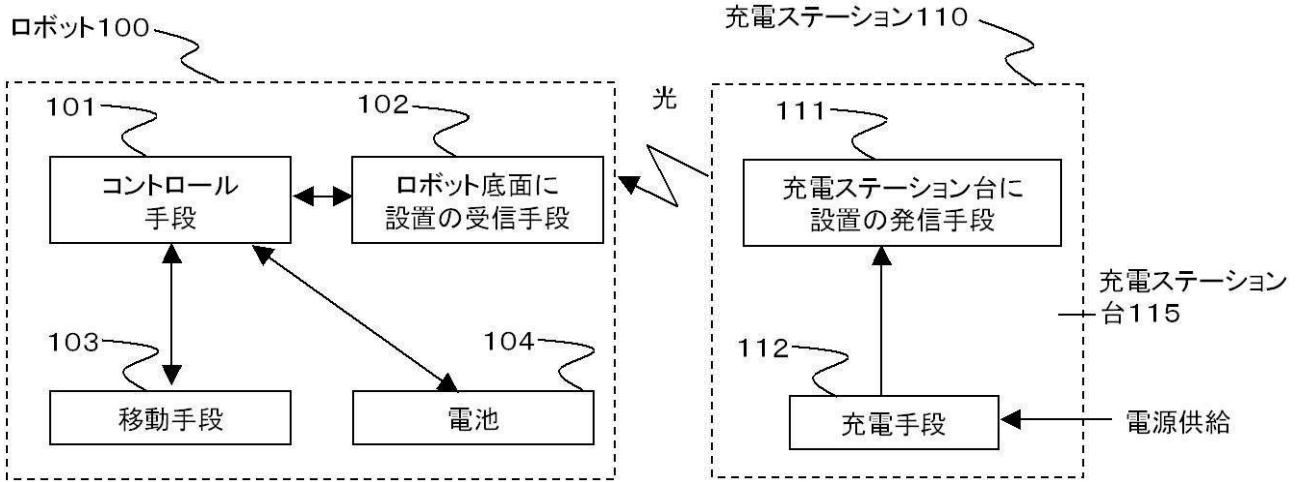 ロボット100
充電ステーション110
101
102
光
111
コントロール
手段
ロボット底面に
設置の受信手段
充電ステーション台に
設置の発信手段
充電ステーション
台115
103
104
112
移動手段
電池
充電手段
電源供給